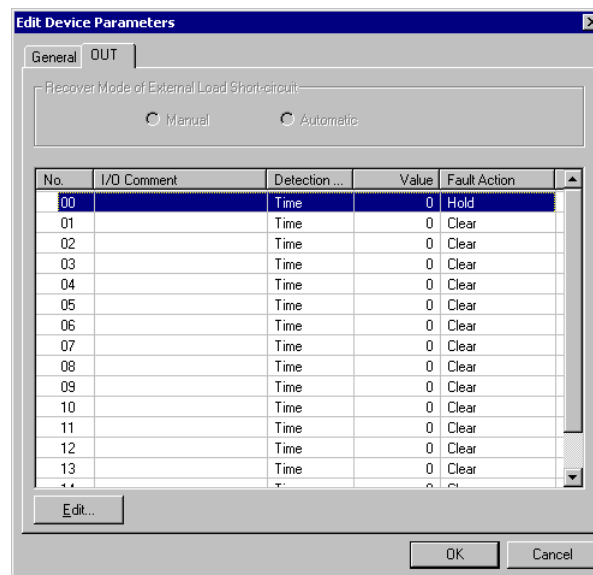 Edit Device Parameters
General OUT
Recover Mode of External Load Short-circuit
Manual Automatic
No. I/O Comment Detection ... Value Fault Action
00 Time 0 Hold
01 Time 0 Clear
02 Time 0 Clear
03 Time 0 Clear
04 Time 0 Clear
05 Time 0 Clear
06 Time 0 Clear
07 Time 0 Clear
08 Time 0 Clear
09 Time 0 Clear
10 Time 0 Clear
11 Time 0 Clear
12 Time 0 Clear
13 Time 0 Clear
Edit...
OK Cancel